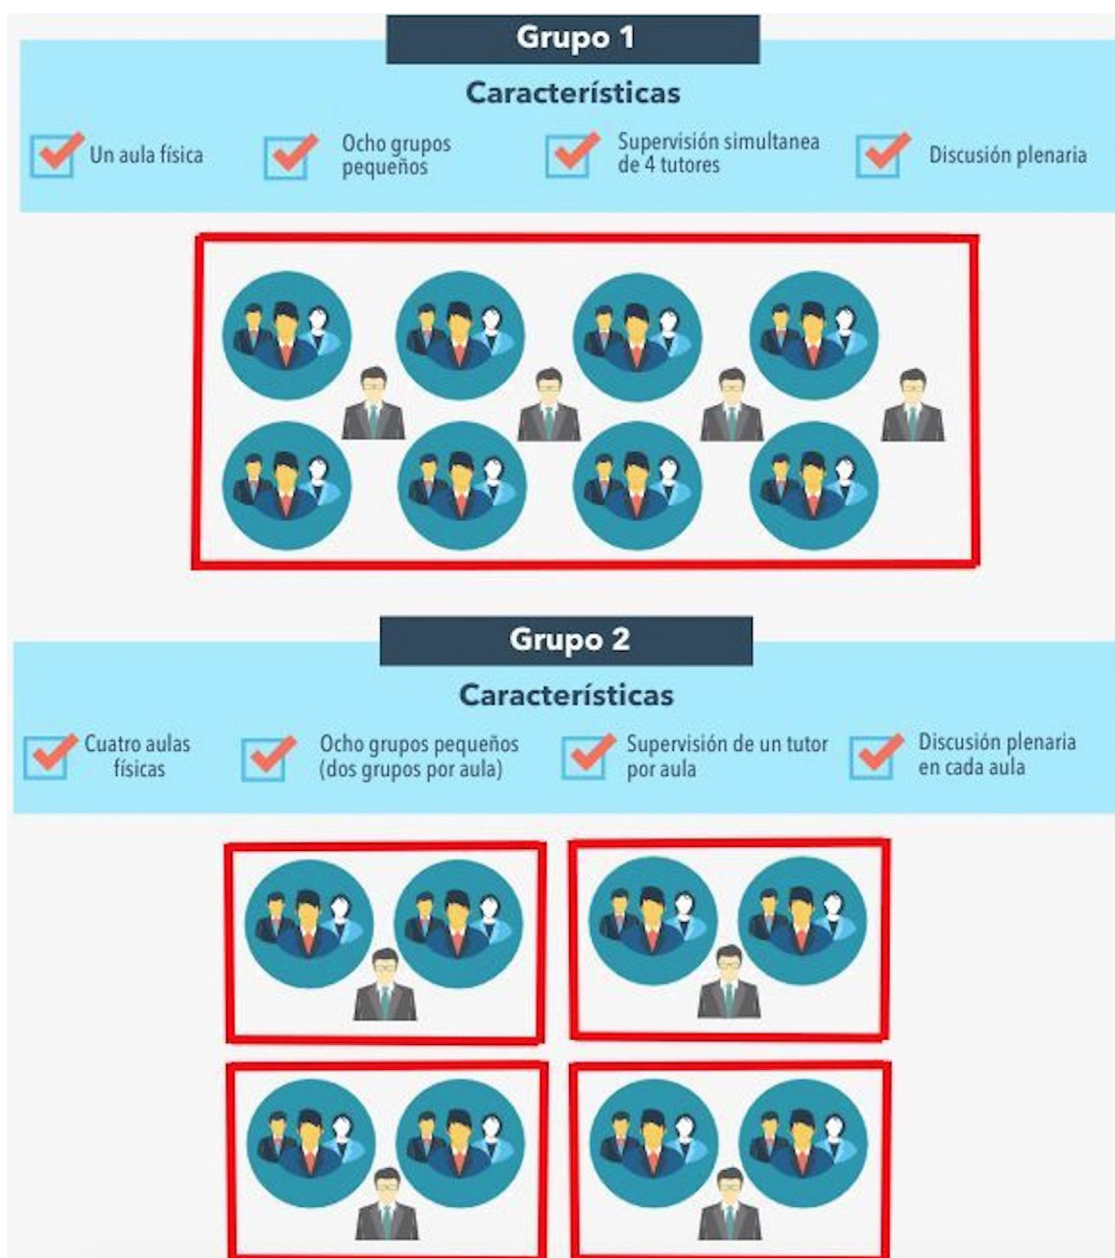 Grupo 1
Características
Un aula física
Ocho grupos
pequeños
Supervisión simultanea
de 4 tutores
Discusión plenaria
Grupo 2
Características
Cuatro aulas
físicas
Ocho grupos pequeños
(dos grupos por aula)
Supervisión de un tutor
por aula
Discusión plenaria
en cada aula